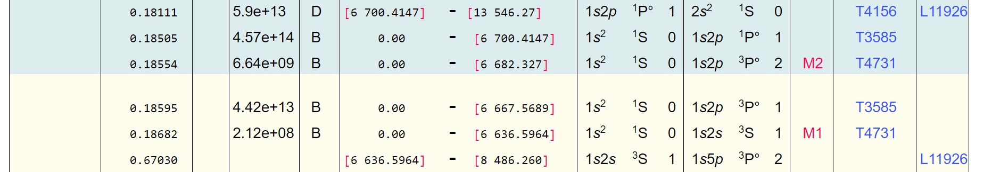 0.18111 5.9e+13 D [6 700.4147] - [13 546.27] 1s2p ¹P° 1 2s² ¹S 0 T4156 L11926
0.18505 4.57e+14 B 0.00 - [6 700.4147] 1s² ¹S 0 1s2p ¹P° 1 T3585
0.18554 6.64e+09 B 0.00 - [6 682.327] 1s² ¹S 0 1s2p ³P° 2 M2 T4731
0.18595 4.42e+13 B 0.00 - [6 667.5689] 1s² ¹S 0 1s2p ³P° 1 T3585
0.18682 2.12e+08 B 0.00 - [6 636.5964] 1s² ¹S 0 1s2s ³S 1 M1 T4731
0.67030 [6 636.5964] - [8 486.260] 1s2s ³S 1 1s5p ³P° 2 L11926